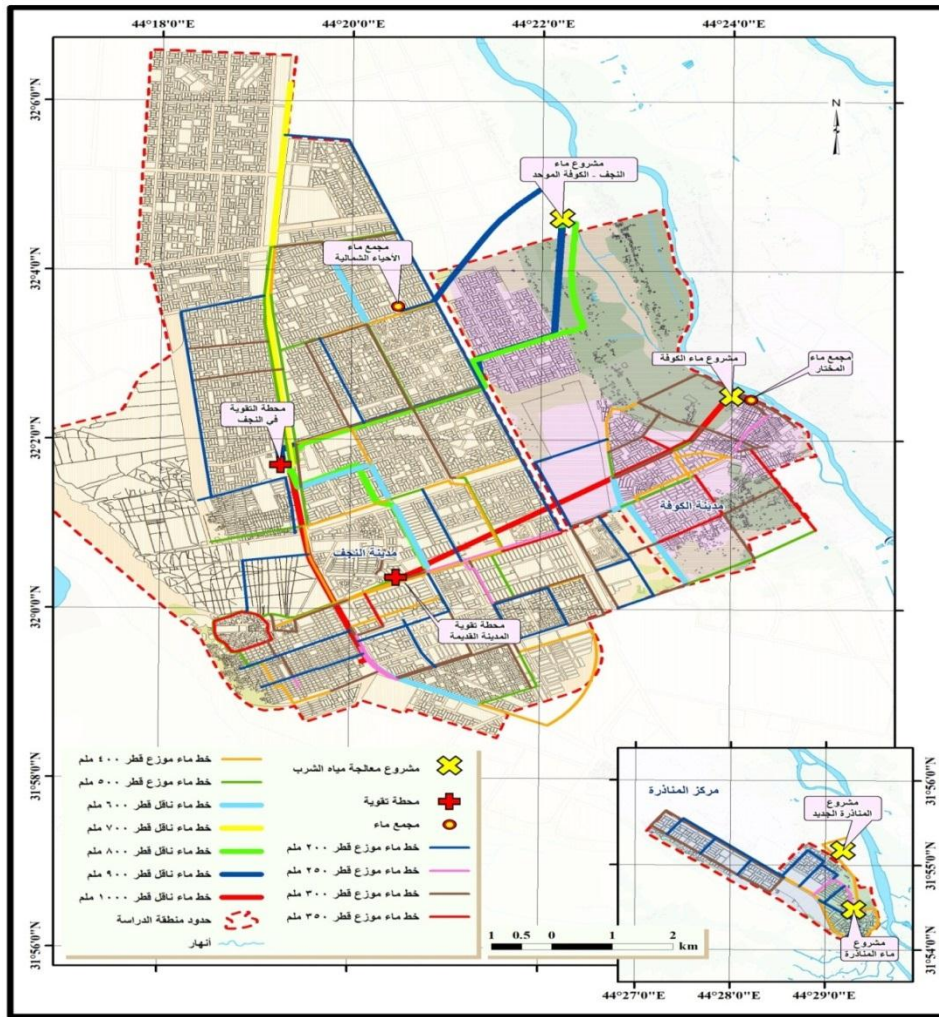 44°18'0"E
44°20'0"E
44°22'0"E
44°24'0"E
32°6'0"N
32°4'0"N
32°2'0"N
32°0'0"N
31°58'0"N
31°56'0"N
N
مشروع ماء
النجف - الكوفة الموحد
مجمع ماء
الأحياء الشمالية
مشروع ماء الكوفة
مجمع ماء
المختار
محطة التقوية
في النجف
مدينة الكوفة
مدينة النجف
محطة تقوية
المدينة القديمة
مشروع معالجة مياه الشرب
محطة تقوية
مجمع ماء
خط ماء موزع قطر ٢٠٠ ملم
خط ماء موزع قطر ٢٥٠ ملم
خط ماء موزع قطر ٣٠٠ ملم
خط ماء موزع قطر ٣٥٠ ملم
خط ماء موزع قطر ٤٠٠ ملم
خط ماء موزع قطر ٥٠٠ ملم
خط ماء ناقل قطر ٦٠٠ ملم
خط ماء ناقل قطر ٧٠٠ ملم
خط ماء ناقل قطر ٨٠٠ ملم
خط ماء ناقل قطر ٩٠٠ ملم
خط ماء ناقل قطر ١٠٠٠ ملم
حدود منطقة الدراسة
أنهار
1 0.5 0 1 2
km
مركز المناذرة
مشروع
المناذرة الجديد
مشروع
ماء المناذرة
31°56'0"N
31°55'0"N
31°54'0"N
44°27'0"E
44°28'0"E
44°29'0"E